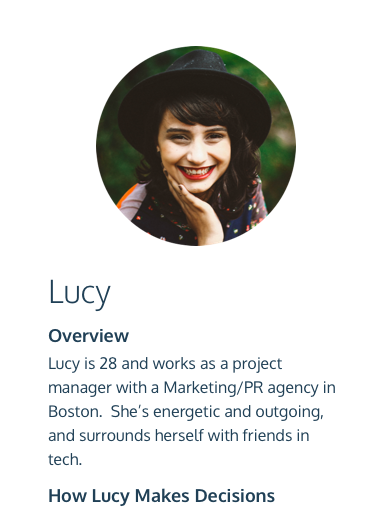 Lucy
Overview
Lucy is 28 and works as a project
manager with a Marketing/PR agency in
Boston.  She’s energetic and outgoing,
and surrounds herself with friends in
tech.
How Lucy Makes Decisions